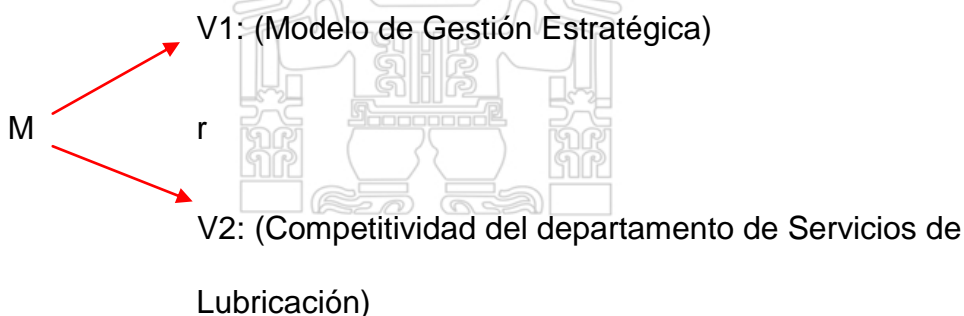 V1: (Modelo de Gestión Estratégica)
M r
V2: (Competitividad del departamento de Servicios de
Lubricación)